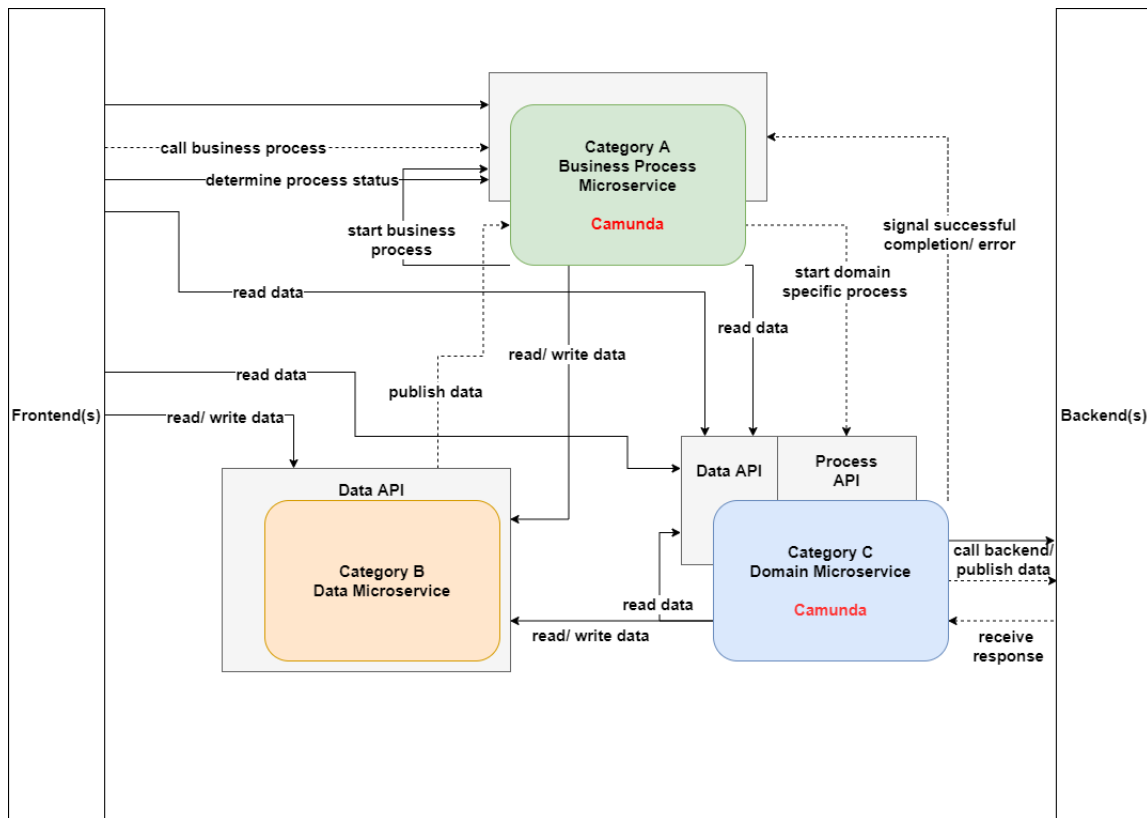 Category A
Business Process
Microservice
Camunda
call business process
determine process status
start business
process
signal successful
completion/ error
start domain
specific process
read data
read data
read/ write data
read data
publish data
Frontend(s)
read/ write data
Backend(s)
Data API
Process
API
Data API
Category B
Data Microservice
Category C
Domain Microservice
Camunda
call backend/
publish data
read data
read/ write data
receive
response